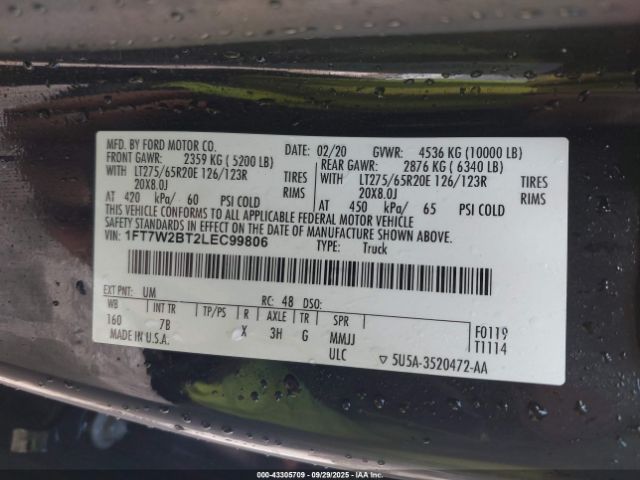 MFD. BY FORD MOTOR CO.
DATE: 02/20 GVWR: 4536 KG (10000 LB)
FRONT GAWR: 2359 KG ( 5200 LB)
REAR GAWR: 2876 KG ( 6340 LB)
WITH LT275/65R20E 126/123R TIRES
WITH LT275/65R20E 126/123R TIRES
20X8.0J RIMS
20X8.0J RIMS
AT 420 kPa/ 60 PSI COLD
AT 450 kPa/ 65 PSI COLD
THIS VEHICLE CONFORMS TO ALL APPLICABLE FEDERAL MOTOR VEHICLE
SAFETY STANDARDS IN EFFECT ON THE DATE OF MANUFACTURE SHOWN ABOVE.
VIN: 1FT7W2BT2LEC99806
TYPE: Truck
EXT PNT: UM RC: 48 DSO:
WB INT TR TP/PS R AXLE TR SPR
160 7B X 3H G MMJJ
ULC
F0119
T1114
MADE IN U.S.A.
▽ 5U5A-3520472-AA
000-43305709 - 09/29/2025 - IAA Inc.